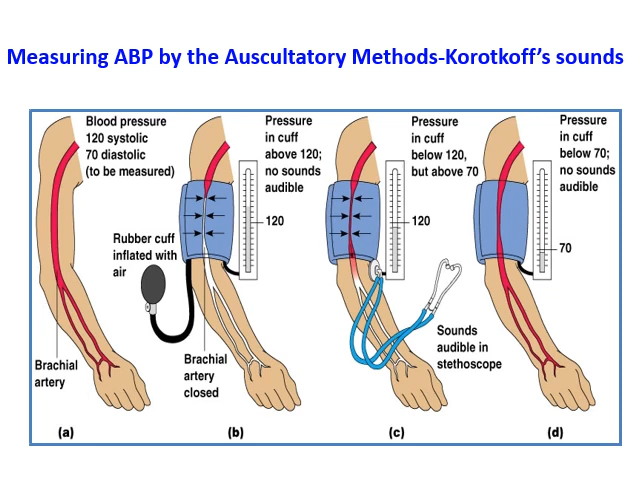 Measuring ABP by the Auscultatory Methods-Korotkoff's sounds
Blood pressure
120 systolic
70 diastolic
(to be measured)
Brachial
artery
(a)
Pressure
in cuff
above 120;
no sounds
audible
120
Rubber cuff
inflated with
air
Brachial
artery
closed
(b)
Pressure
in cuff
below 120,
but above 70
120
Sounds
audible in
stethoscope
(c)
Pressure
in cuff
below 70;
no sounds
audible
70
(d)